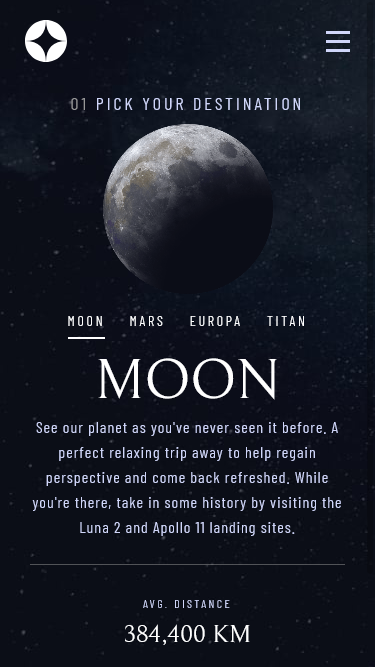 01 PICK YOUR DESTINATION
MOON MARS EUROPA TITAN
MOON
See our planet as you've never seen it before. A
perfect relaxing trip away to help regain
perspective and come back refreshed. While
you're there, take in some history by visiting the
Luna 2 and Apollo 11 landing sites.
AVG. DISTANCE
384,400 KM